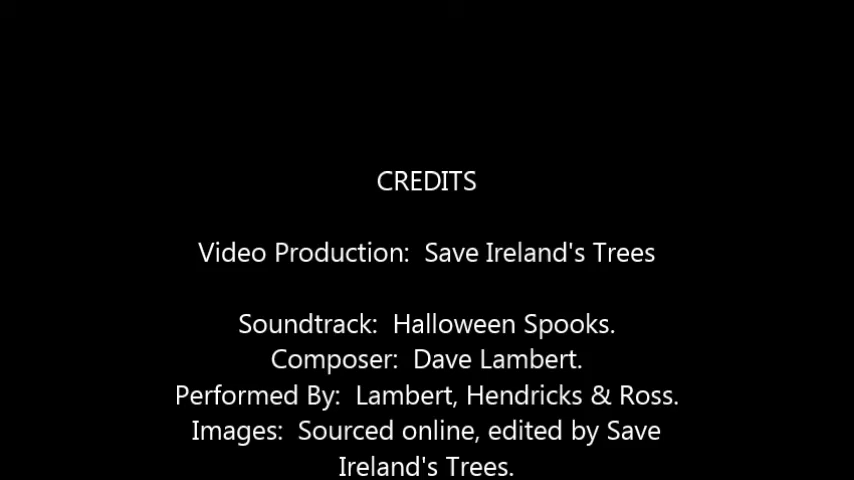 CREDITS
Video Production:  Save Ireland's Trees
Soundtrack:  Halloween Spooks.
Composer:  Dave Lambert.
Performed By:  Lambert, Hendricks & Ross.
Images:  Sourced online, edited by Save
Ireland's Trees.